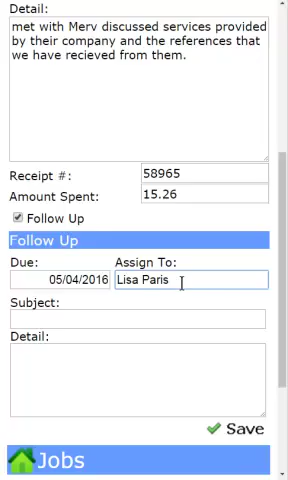 Detail:
met with Merv discussed services provided
by their company and the references that
we have recieved from them.
Receipt #: 58965
Amount Spent: 15.26
Follow Up
Follow Up
Due: Assign To:
05/04/2016 Lisa Paris
Subject:
Detail:
Save
Jobs